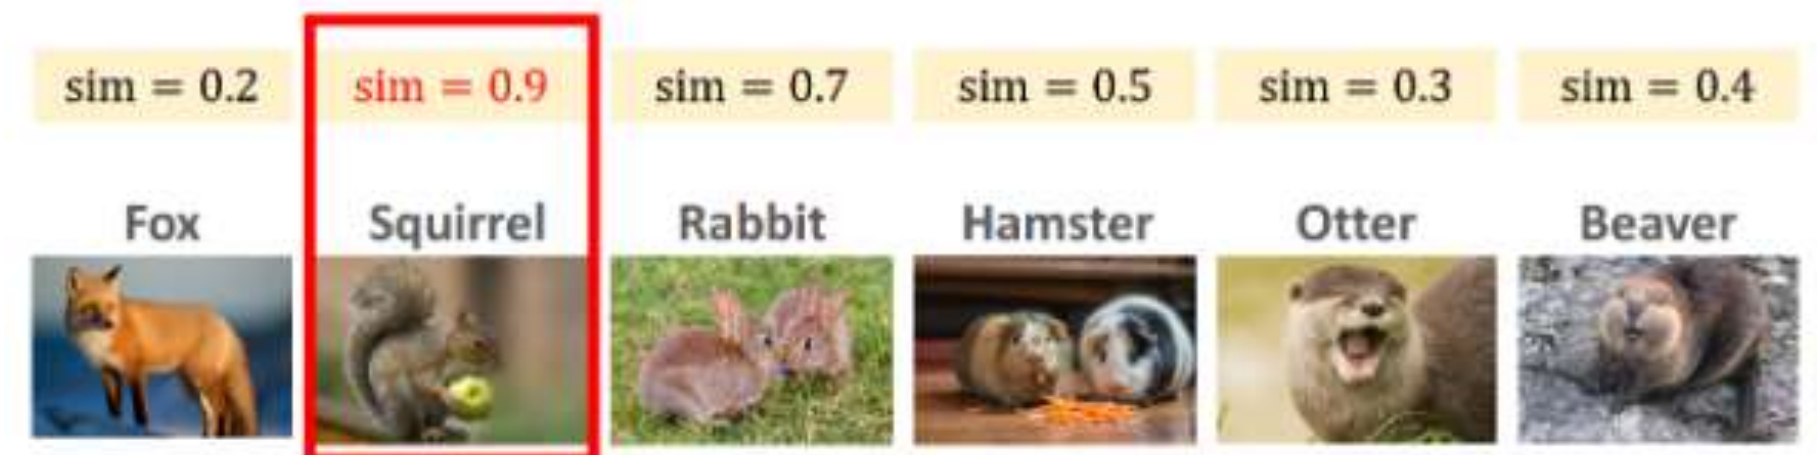 sim = 0.2 sim = 0.9 sim = 0.7 sim = 0.5 sim = 0.3 sim = 0.4
Fox Squirrel Rabbit Hamster Otter Beaver